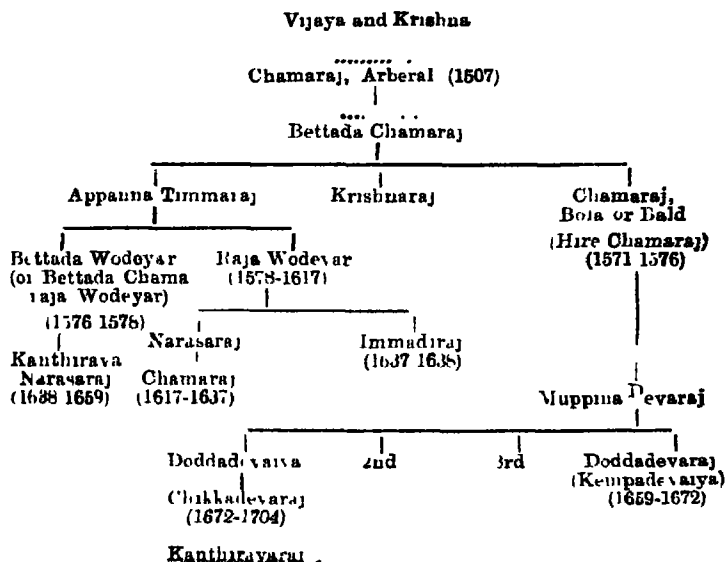 Vijaya and Krishna
Chamaraj, Arberal (1507)
Bettada Chamaraj
Appanna Timmaraj Krishnaraj Chamaraj,
Bola or Bald
(Hire Chamaraj)
(1571 1576)
Bettada Wodeyar
(or Bettada Chama
raja Wodeyar)
(1576 1578)
Raja Wodeyar
(1578-1617)
Narasaraj Immadiraj
(1637 1638)
Kanthirava
Narasaraj
(1638 1659)
Chamaraj
(1617-1637)
Muppina Devaraj
Doddadevaiya 2nd 3rd Doddadevaraj
(Kempadevaiya)
(1659-1672)
Chikkadevaraj
(1672-1704)
Kanthiravaraj